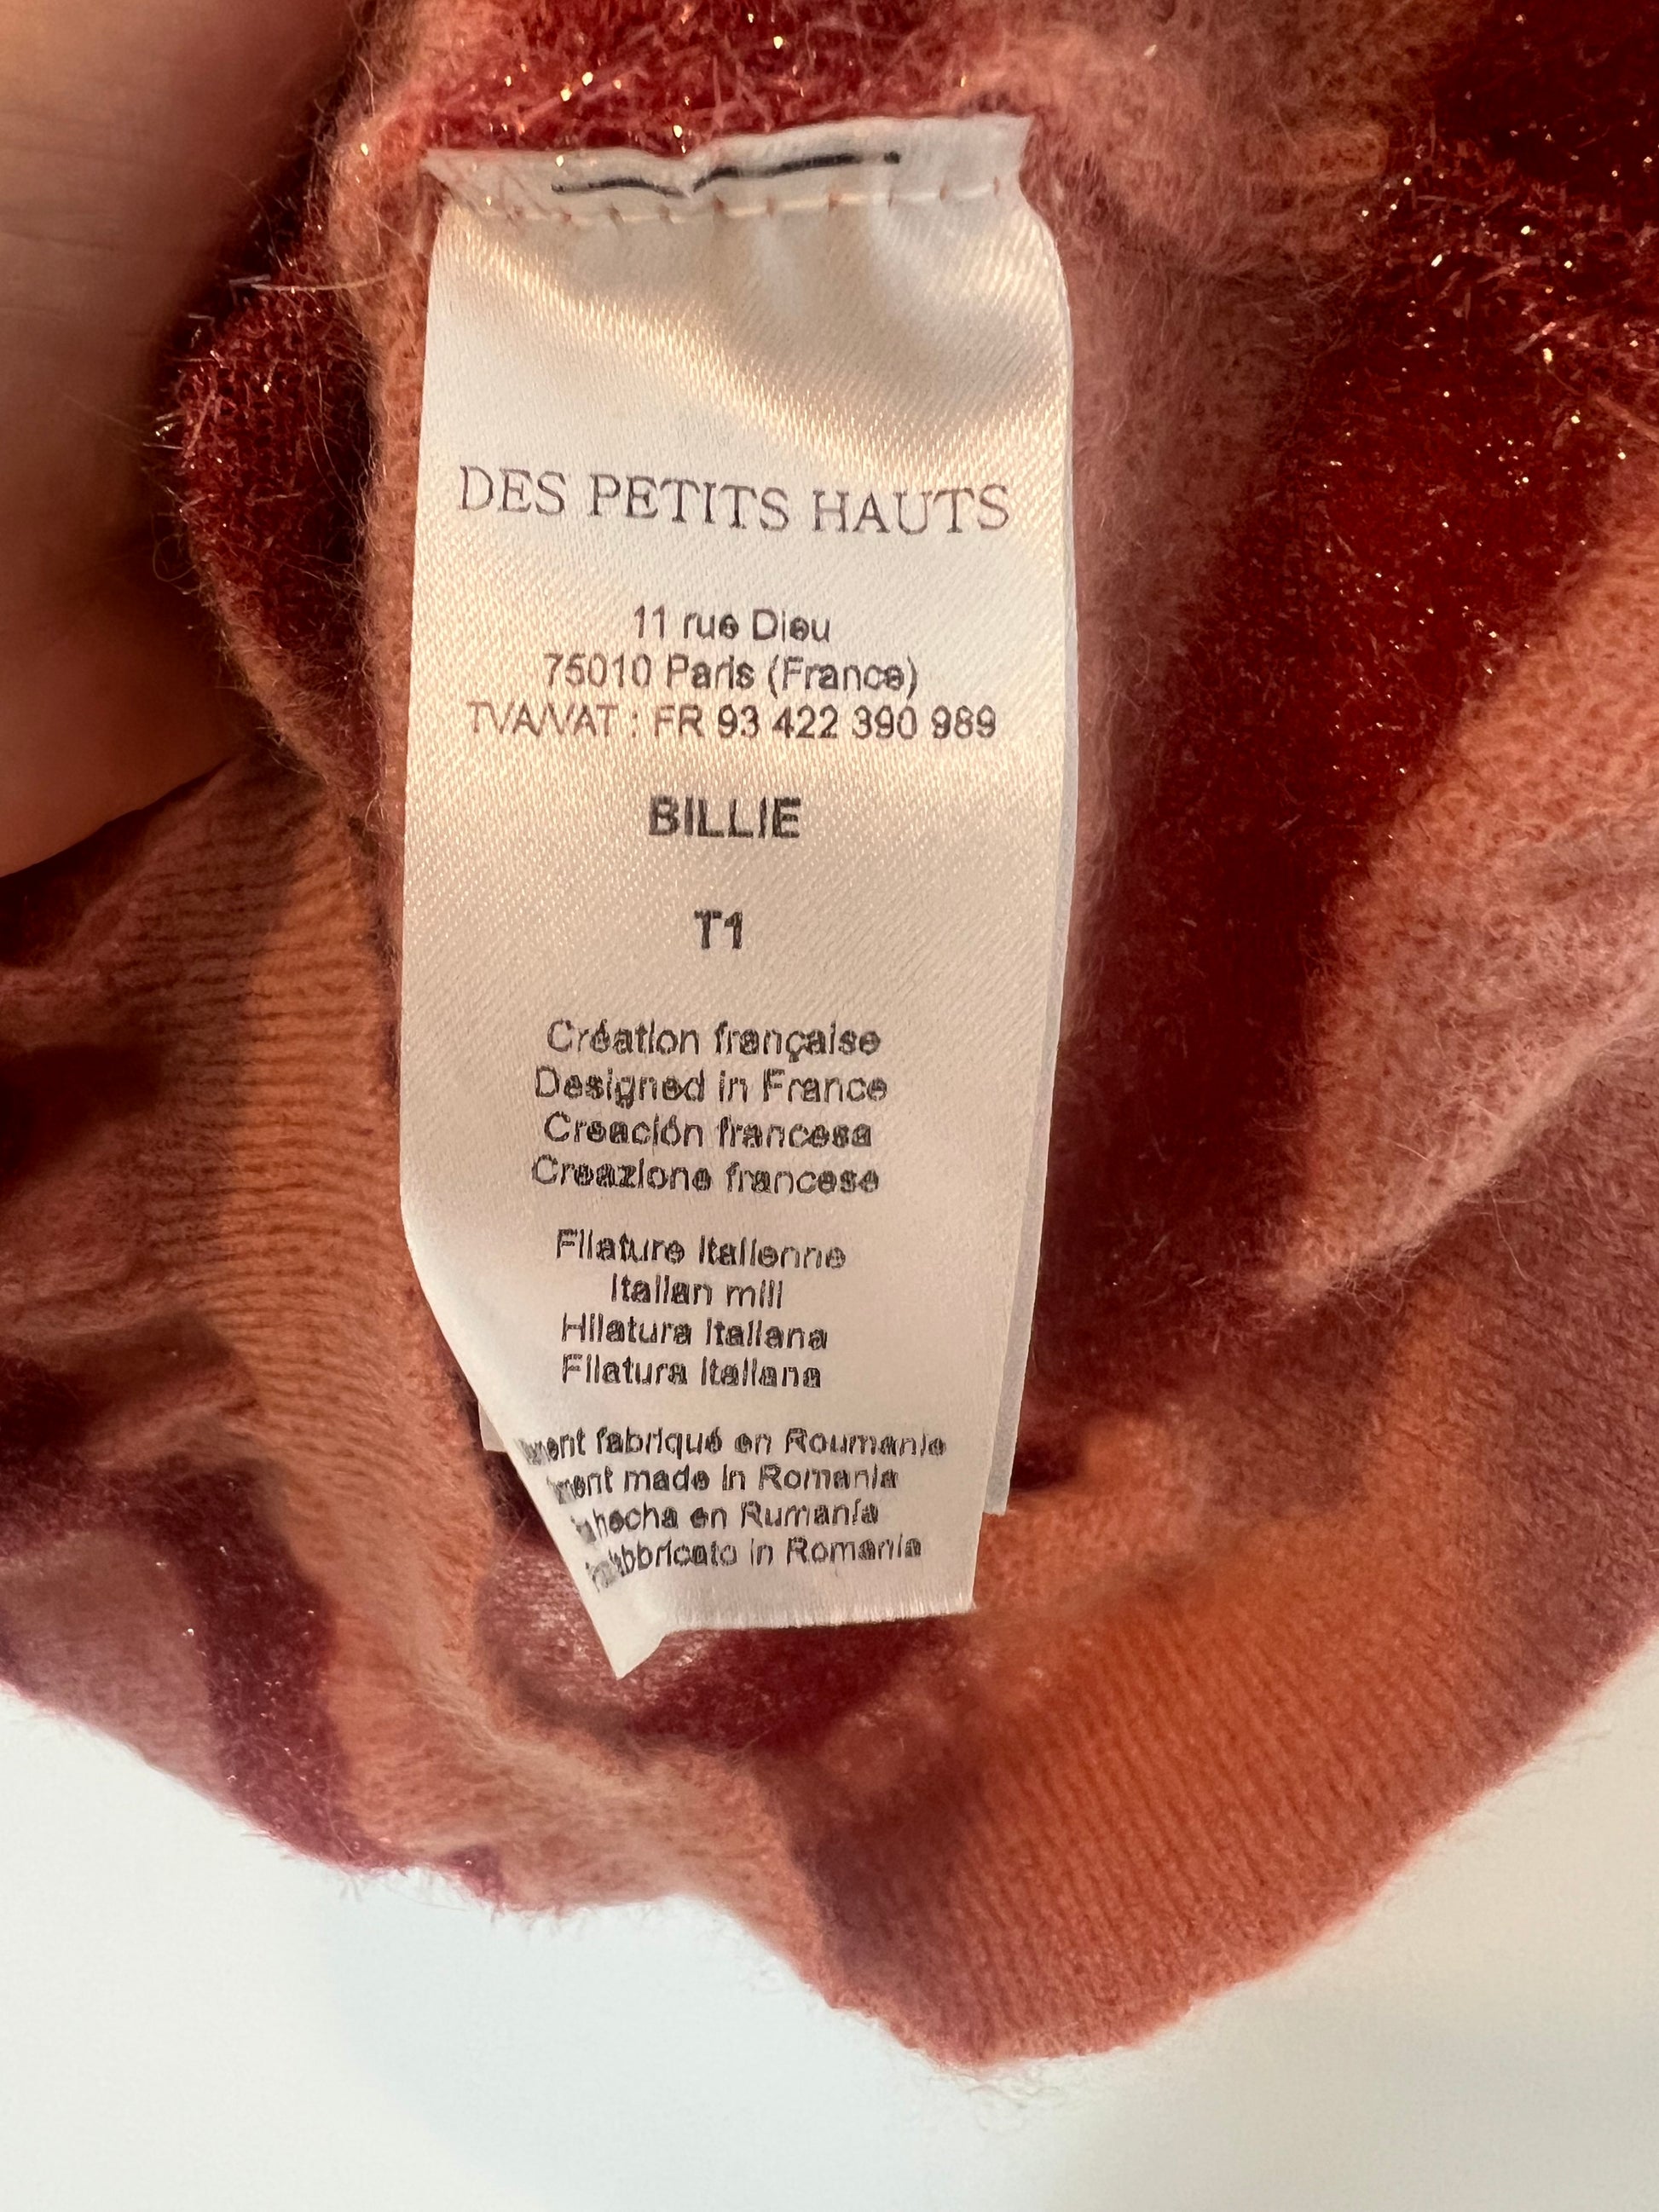 DES PETITS HAUTS
11 rue Dieu
75010 Paris (France)
TVA/VAT : FR 93 422 390 989
BILLIE
T1
Création française
Designed in France
Creación francesa
Creazione francese
Filature Italienne
Italian mill
Hilatura Italiana
Filatura Italiana
fabriqué en Roumanie
made in Romania
hecha en Rumanía
in Romania